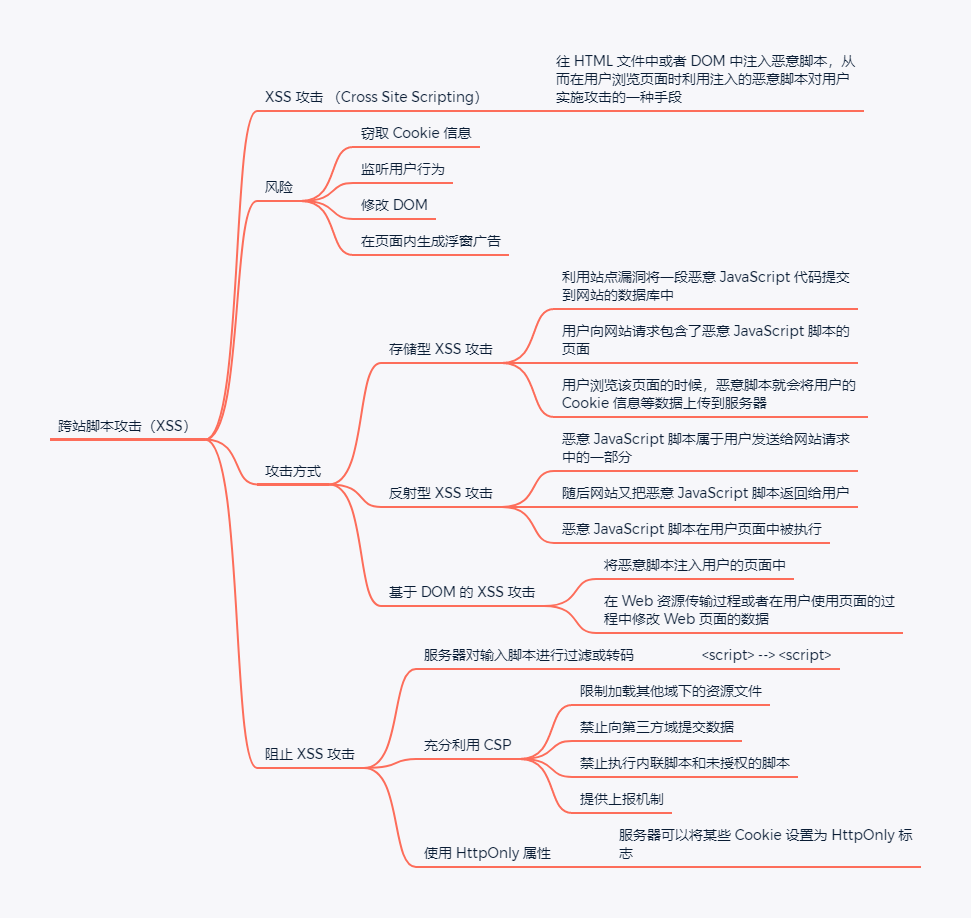 跨站脚本攻击（XSS）
XSS 攻击 （Cross Site Scripting）
往 HTML 文件中或者 DOM 中注入恶意脚本，从
而在用户浏览页面时利用注入的恶意脚本对用户
实施攻击的一种手段
风险
窃取 Cookie 信息
监听用户行为
修改 DOM
在页面内生成浮窗广告
攻击方式
存储型 XSS 攻击
利用站点漏洞将一段恶意 JavaScript 代码提交
到网站的数据库中
用户向网站请求包含了恶意 JavaScript 脚本的
页面
用户浏览该页面的时候，恶意脚本就会将用户的
Cookie 信息等数据上传到服务器
反射型 XSS 攻击
恶意 JavaScript 脚本属于用户发送给网站请求
中的一部分
随后网站又把恶意 JavaScript 脚本返回给用户
恶意 JavaScript 脚本在用户页面中被执行
基于 DOM 的 XSS 攻击
将恶意脚本注入用户的页面中
在 Web 资源传输过程或者在用户使用页面的过
程中修改 Web 页面的数据
阻止 XSS 攻击
服务器对输入脚本进行过滤或转码
<script> --> <script>
充分利用 CSP
限制加载其他域下的资源文件
禁止向第三方域提交数据
禁止执行内联脚本和未授权的脚本
提供上报机制
使用 HttpOnly 属性
服务器可以将某些 Cookie 设置为 HttpOnly 标
志